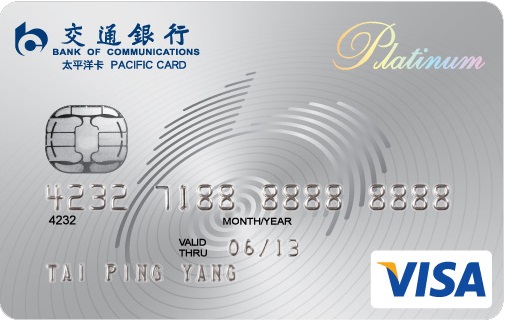 交通銀行
BANK OF COMMUNICATIONS
太平洋卡 PACIFIC CARD
Platinum
4232 7188 8888 8888
4232
MONTH/YEAR
VALID THRU 06/13
TAI PING YANG
VISA